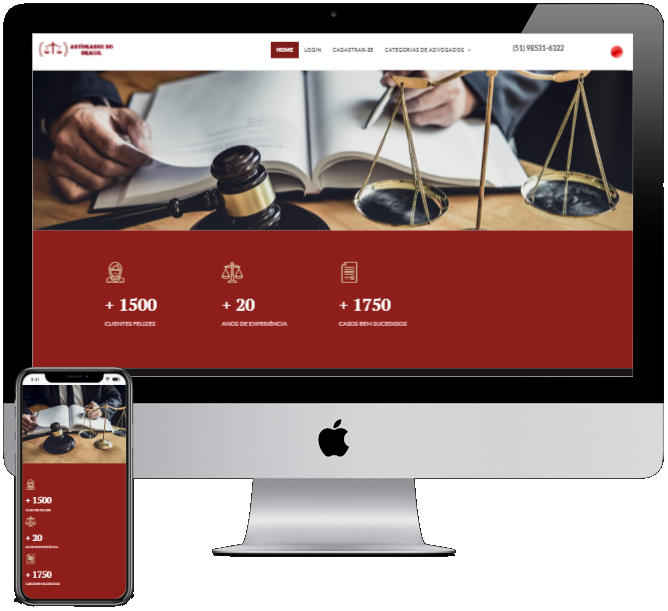 ADVOGADOS DO
BRASIL
HOME
LOGIN
CADASTRAR-SE
CATEGORIAS DE ADVOGADOS
(51) 98531-6322
+ 1500
CLIENTES FELIZES
+ 20
ANOS DE EXPERIÊNCIA
+ 1750
CASOS BEM SUCEDIDOS
9:41
+ 1500
CLIENTES FELIZES
+ 20
ANOS DE EXPERIÊNCIA
+ 1750
CASOS BEM SUCEDIDOS